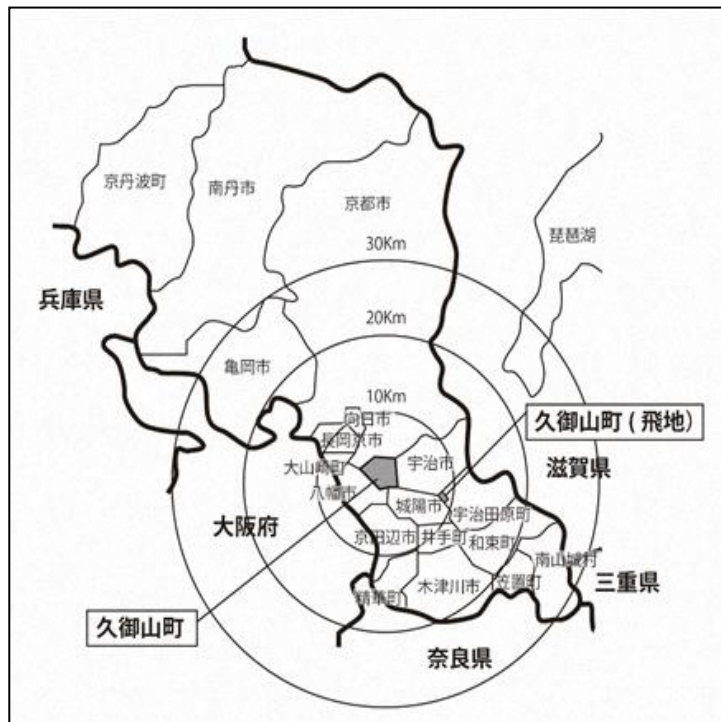 京丹波町
南丹市
京都市
琵琶湖
30Km
兵庫県
20Km
亀岡市
10Km
向日市
長岡京市
久御山町(飛地)
大山崎町
宇治市
滋賀県
八幡市
城陽市
大阪府
宇治田原町
京田辺市
井手町
和束町
南山城村
三重県
精華町
木津川市
笠置町
久御山町
奈良県